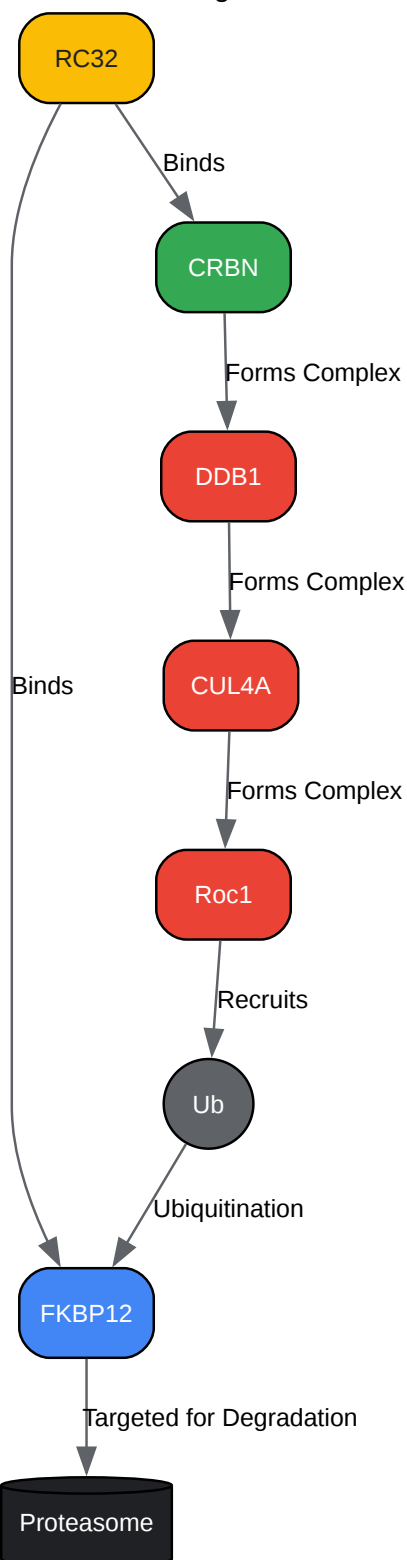 RC32
Binds
CRBN
Forms Complex
DDB1
Forms Complex
CUL4A
Binds
Forms Complex
Roc1
Recruits
Ub
Ubiquitination
FKBP12
Targeted for Degradation
Proteasome